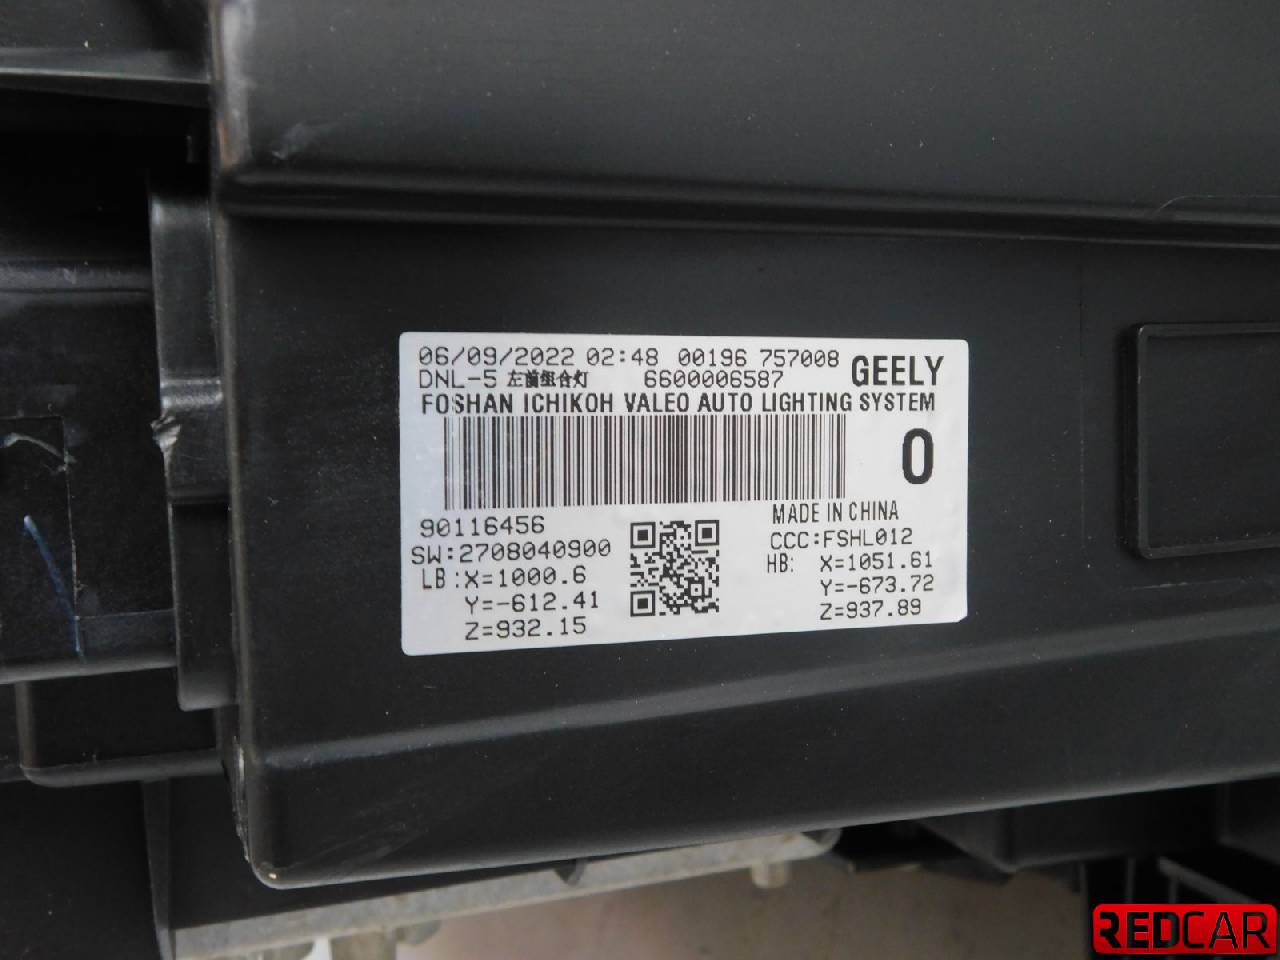 06/09/2022 02:48 00196 757008 GEELY
DNL-5 左前组合灯 6600006587
FOSHAN ICHIKOH VALEO AUTO LIGHTING SYSTEM
0
90116456
MADE IN CHINA
SW:2708040900
CCC:FSHL012
LB:X=1000.6
HB: X=1051.61
Y=-612.41
Y=-673.72
Z=932.15
Z=937.89
REDCAR